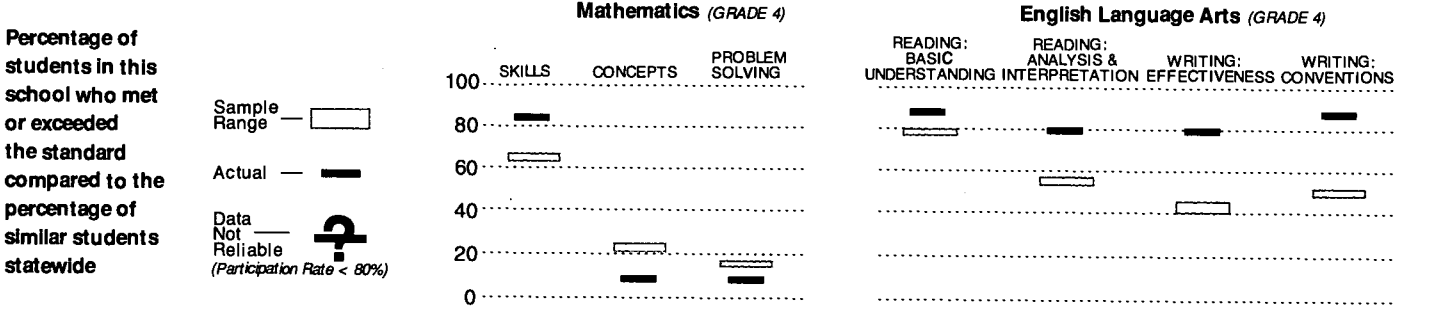 Percentage of
students in this
school who met
or exceeded
the standard
compared to the
percentage of
similar students
statewide
Sample
Range
Actual
Data
Not
Reliable
(Participation Rate < 80%)
?
Mathematics (GRADE 4)
SKILLS
CONCEPTS
PROBLEM
SOLVING
100
80
60
40
20
0
English Language Arts (GRADE 4)
READING:
BASIC
UNDERSTANDING
READING:
ANALYSIS &
INTERPRETATION
WRITING:
EFFECTIVENESS
WRITING:
CONVENTIONS